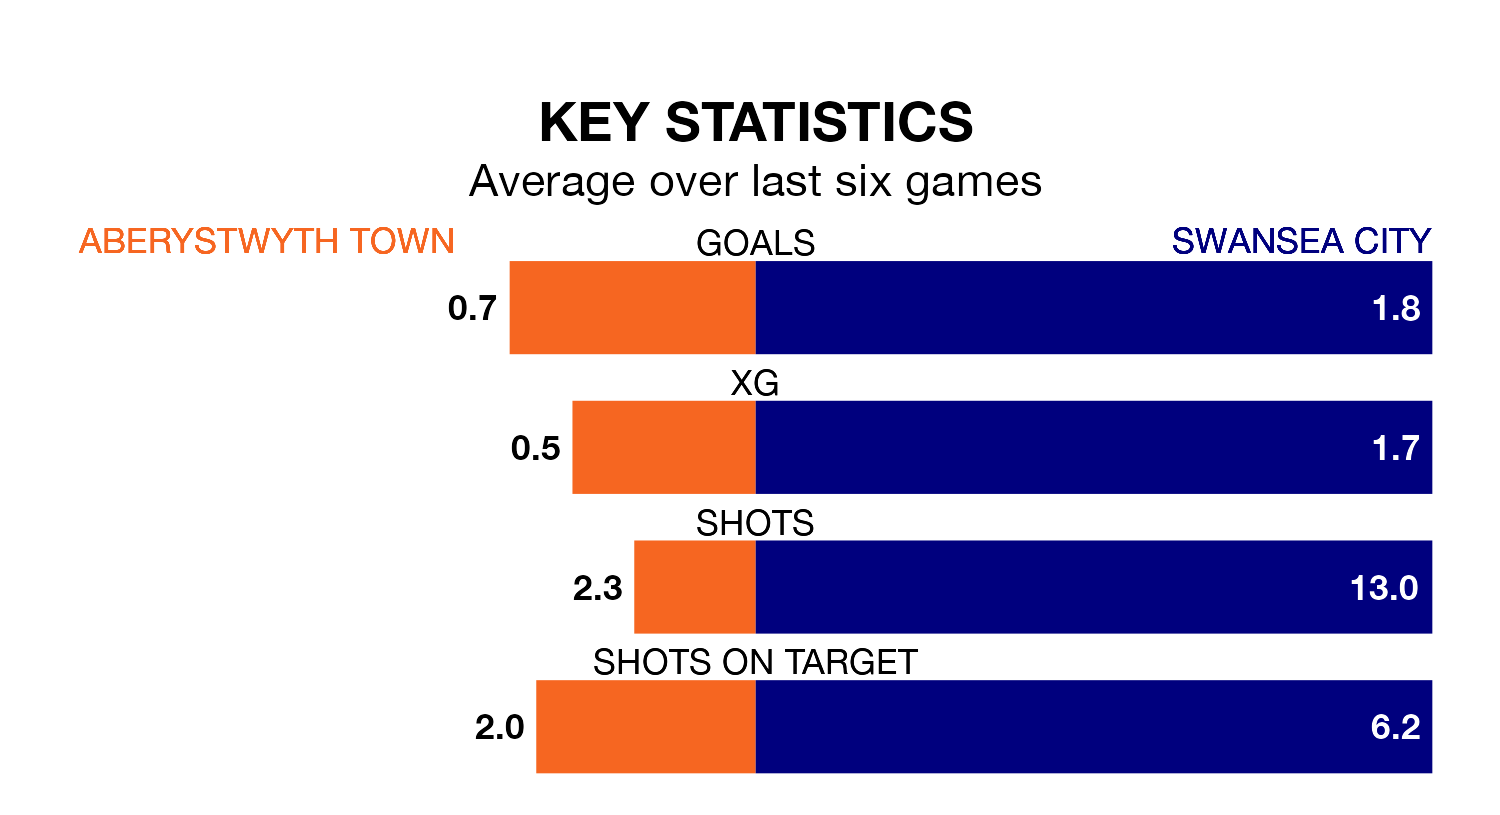 KEY STATISTICS
Average over last six games
ABERYSTWYTH TOWN
GOALS
SWANSEA CITY
0.7
1.8
XG
0.5
1.7
SHOTS
2.3
13.0
SHOTS ON TARGET
2.0
6.2